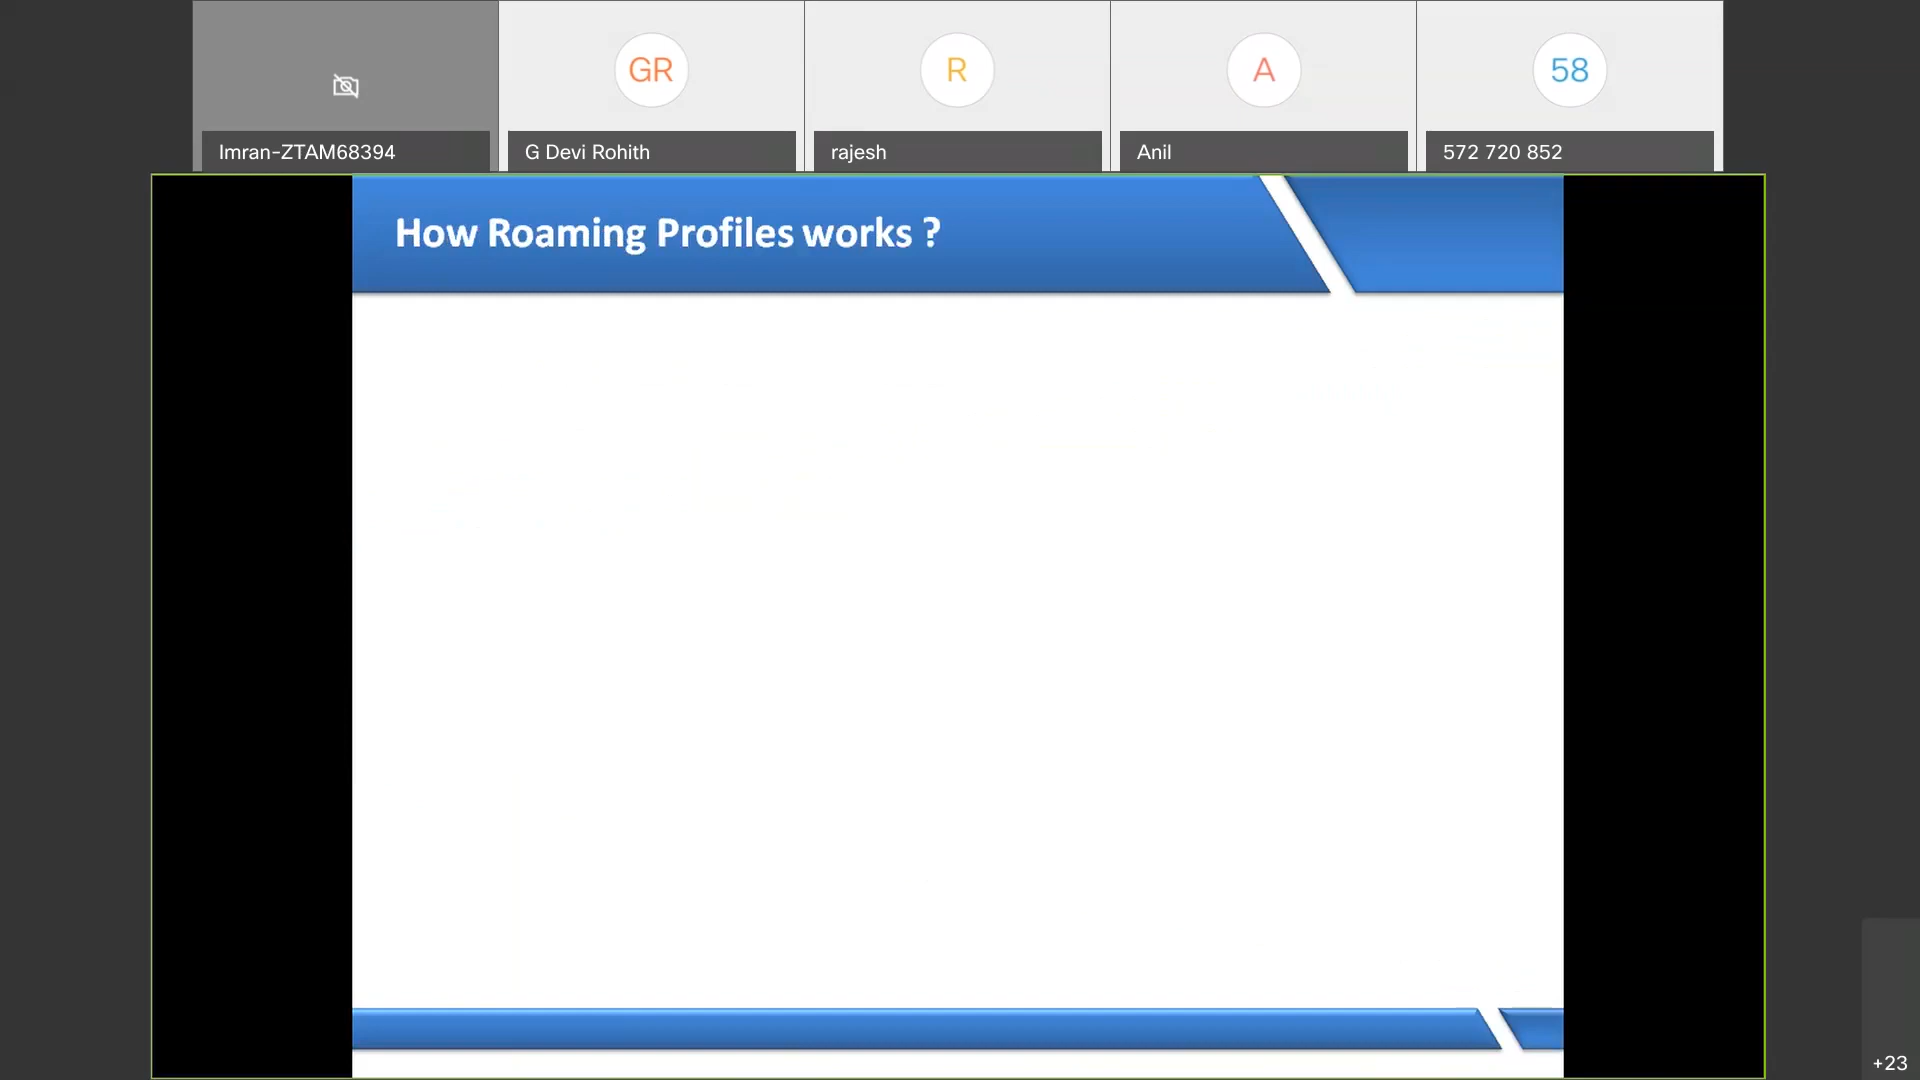 GR
R
A
58
Imran-ZTAM68394
G Devi Rohith
rajesh
Anil
572 720 852
How Roaming Profiles works ?
+23